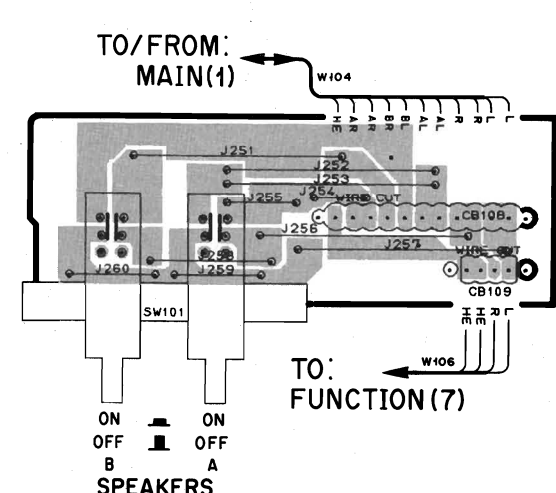 TO/FROM:
MAIN(1)
W104
HE AR AR BR BL AL AL R R L L
J251
J252
J253
J254
WIRE CUT
J255
CB108
J256
J257
WIRE CUT
J258
J260
J259
CB109
SW101
HE HE R L
W106
TO:
FUNCTION(7)
ON ON
OFF OFF
B A
SPEAKERS